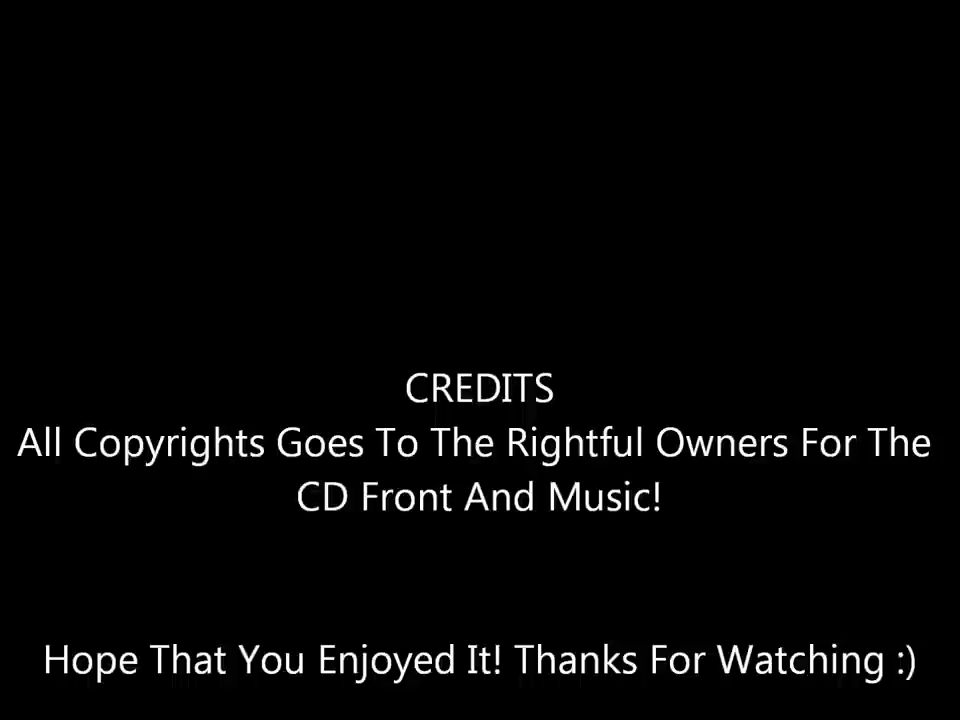 CREDITS
All Copyrights Goes To The Rightful Owners For The
CD Front And Music!
Hope That You Enjoyed It! Thanks For Watching :)